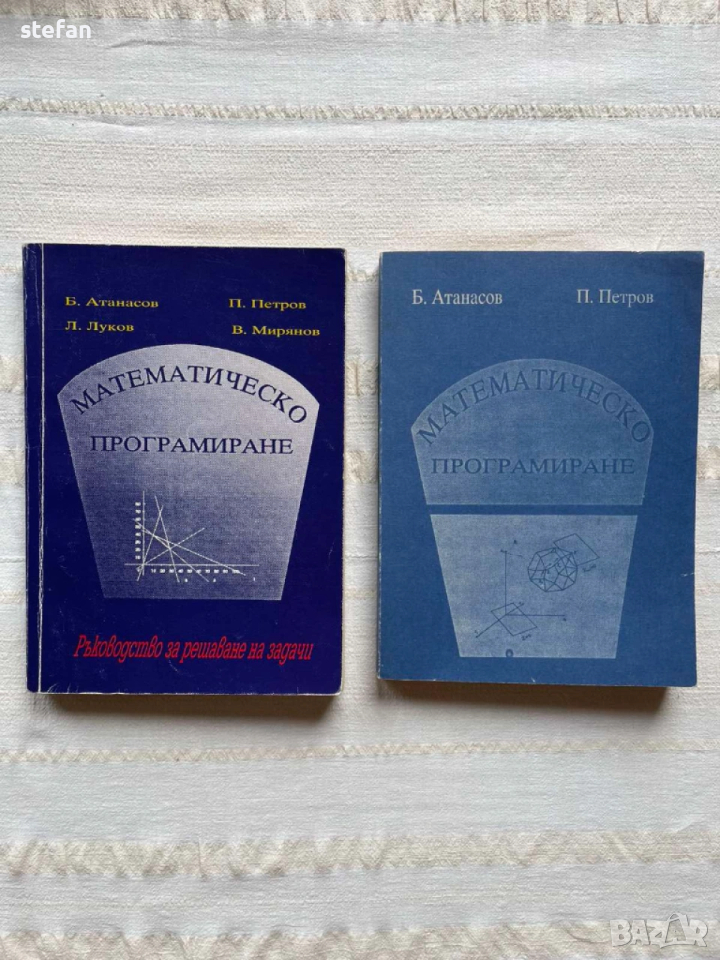 stefan
Б. Атанасов П. Петров
Л. Луков В. Мирянов
МАТЕМАТИЧЕСКО
ПРОГРАМИРАНЕ
Ръководство за решаване на задачи
Б. Атанасов П. Петров
МАТЕМАТИЧЕСКО
ПРОГРАМИРАНЕ
BAZAR